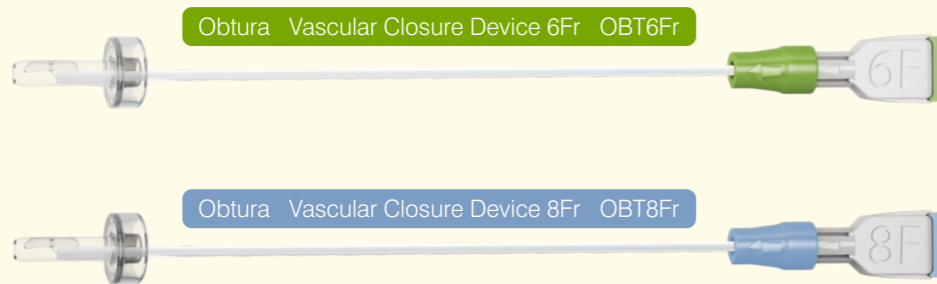 Obtura Vascular Closure Device 6Fr OBT6Fr
6F
Obtura Vascular Closure Device 8Fr OBT8Fr
8F